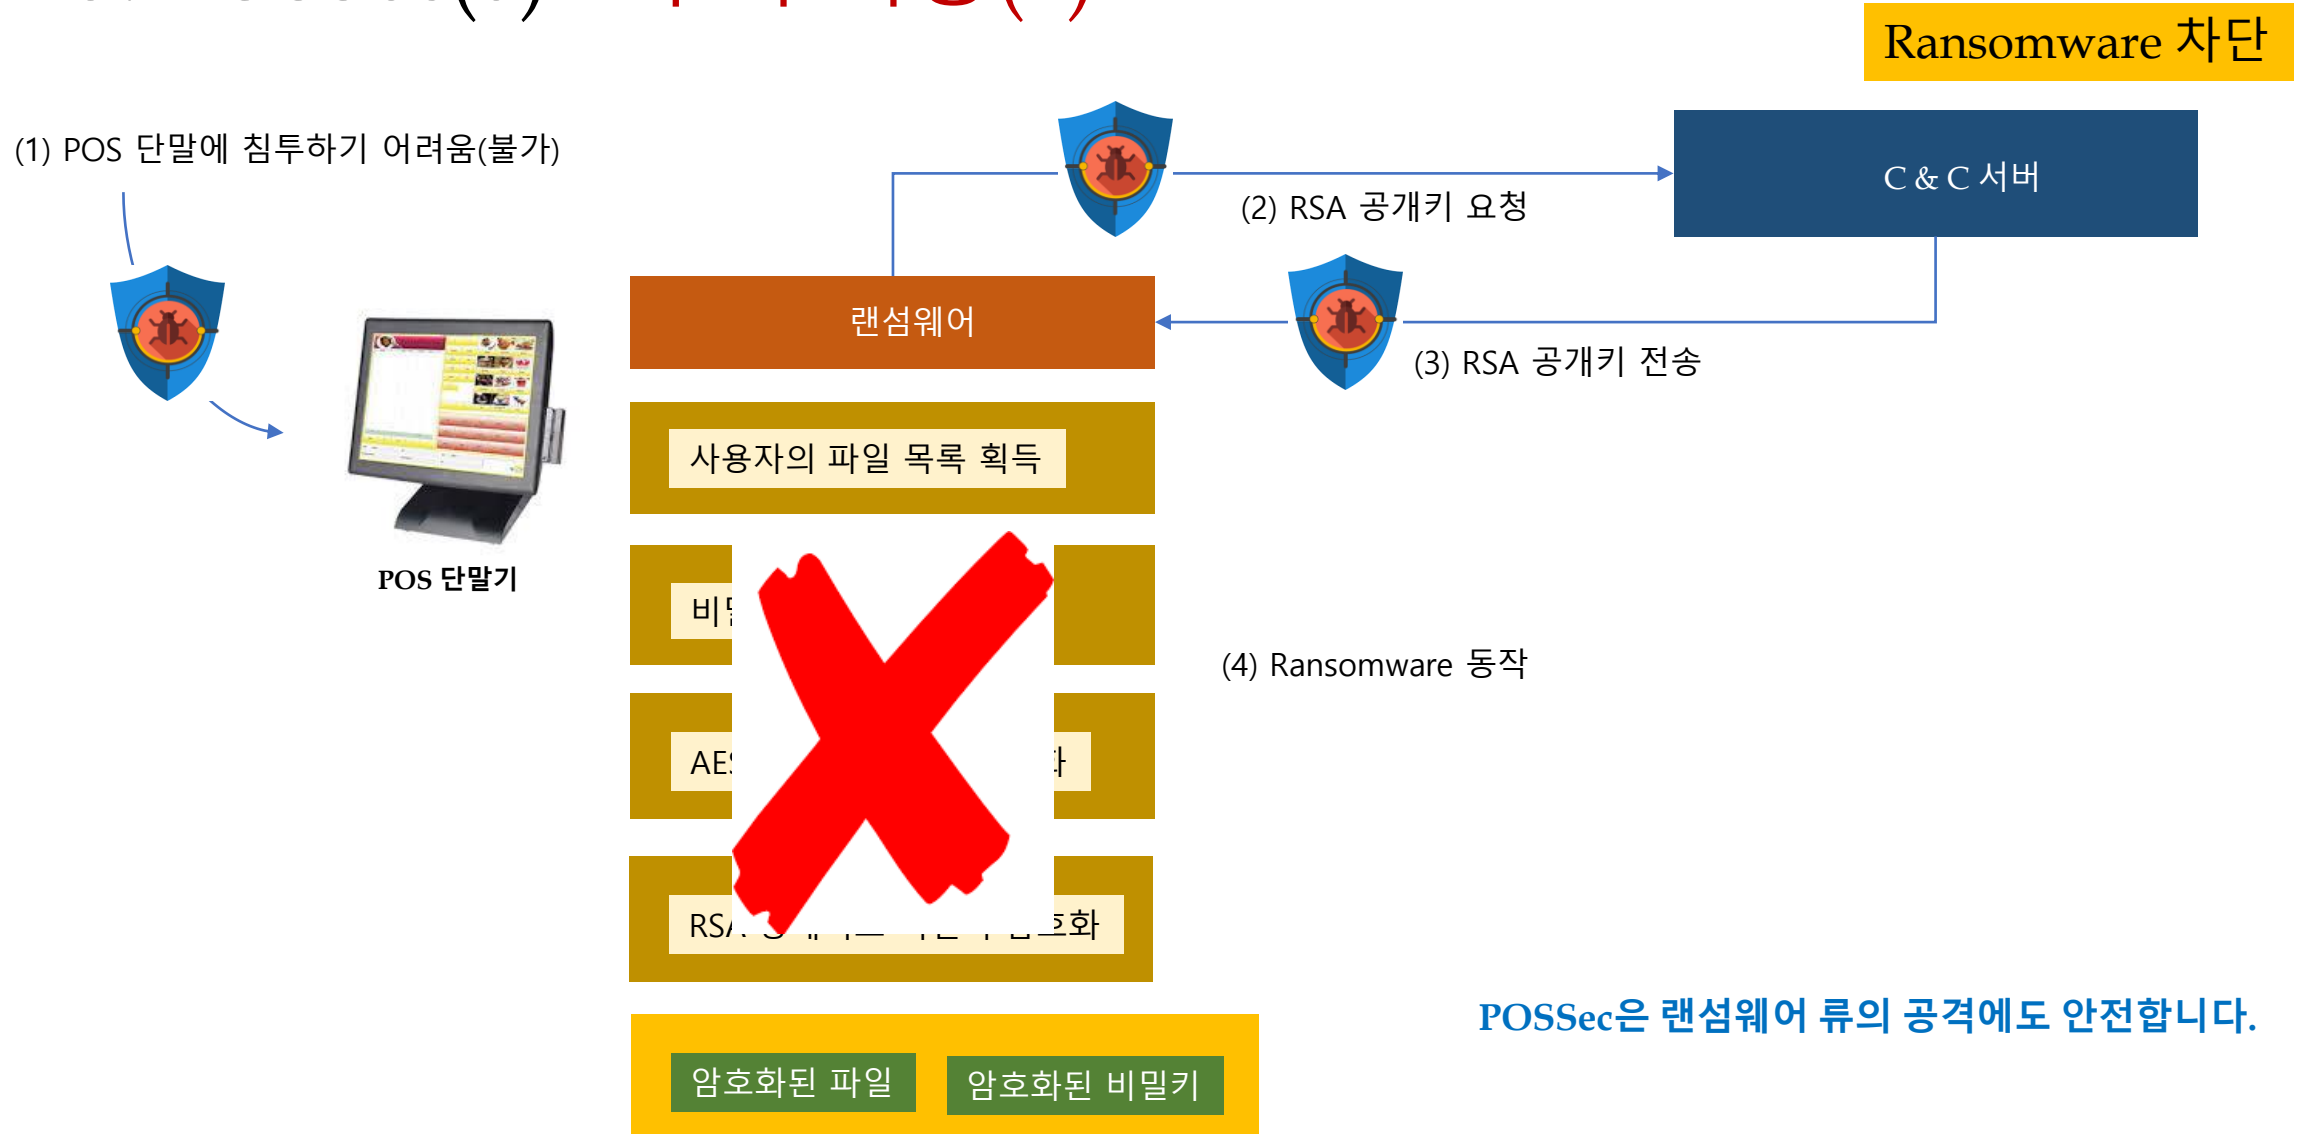 Ransomware 차단
(1) POS 단말에 침투하기 어려움(불가)
C & C 서버
(2) RSA 공개키 요청
랜섬웨어
(3) RSA 공개키 전송
사용자의 파일 목록 획득
POS 단말기
(4) Ransomware 동작
RSA 암호화
POSSec은 랜섬웨어 류의 공격에도 안전합니다.
암호화된 파일
암호화된 비밀키